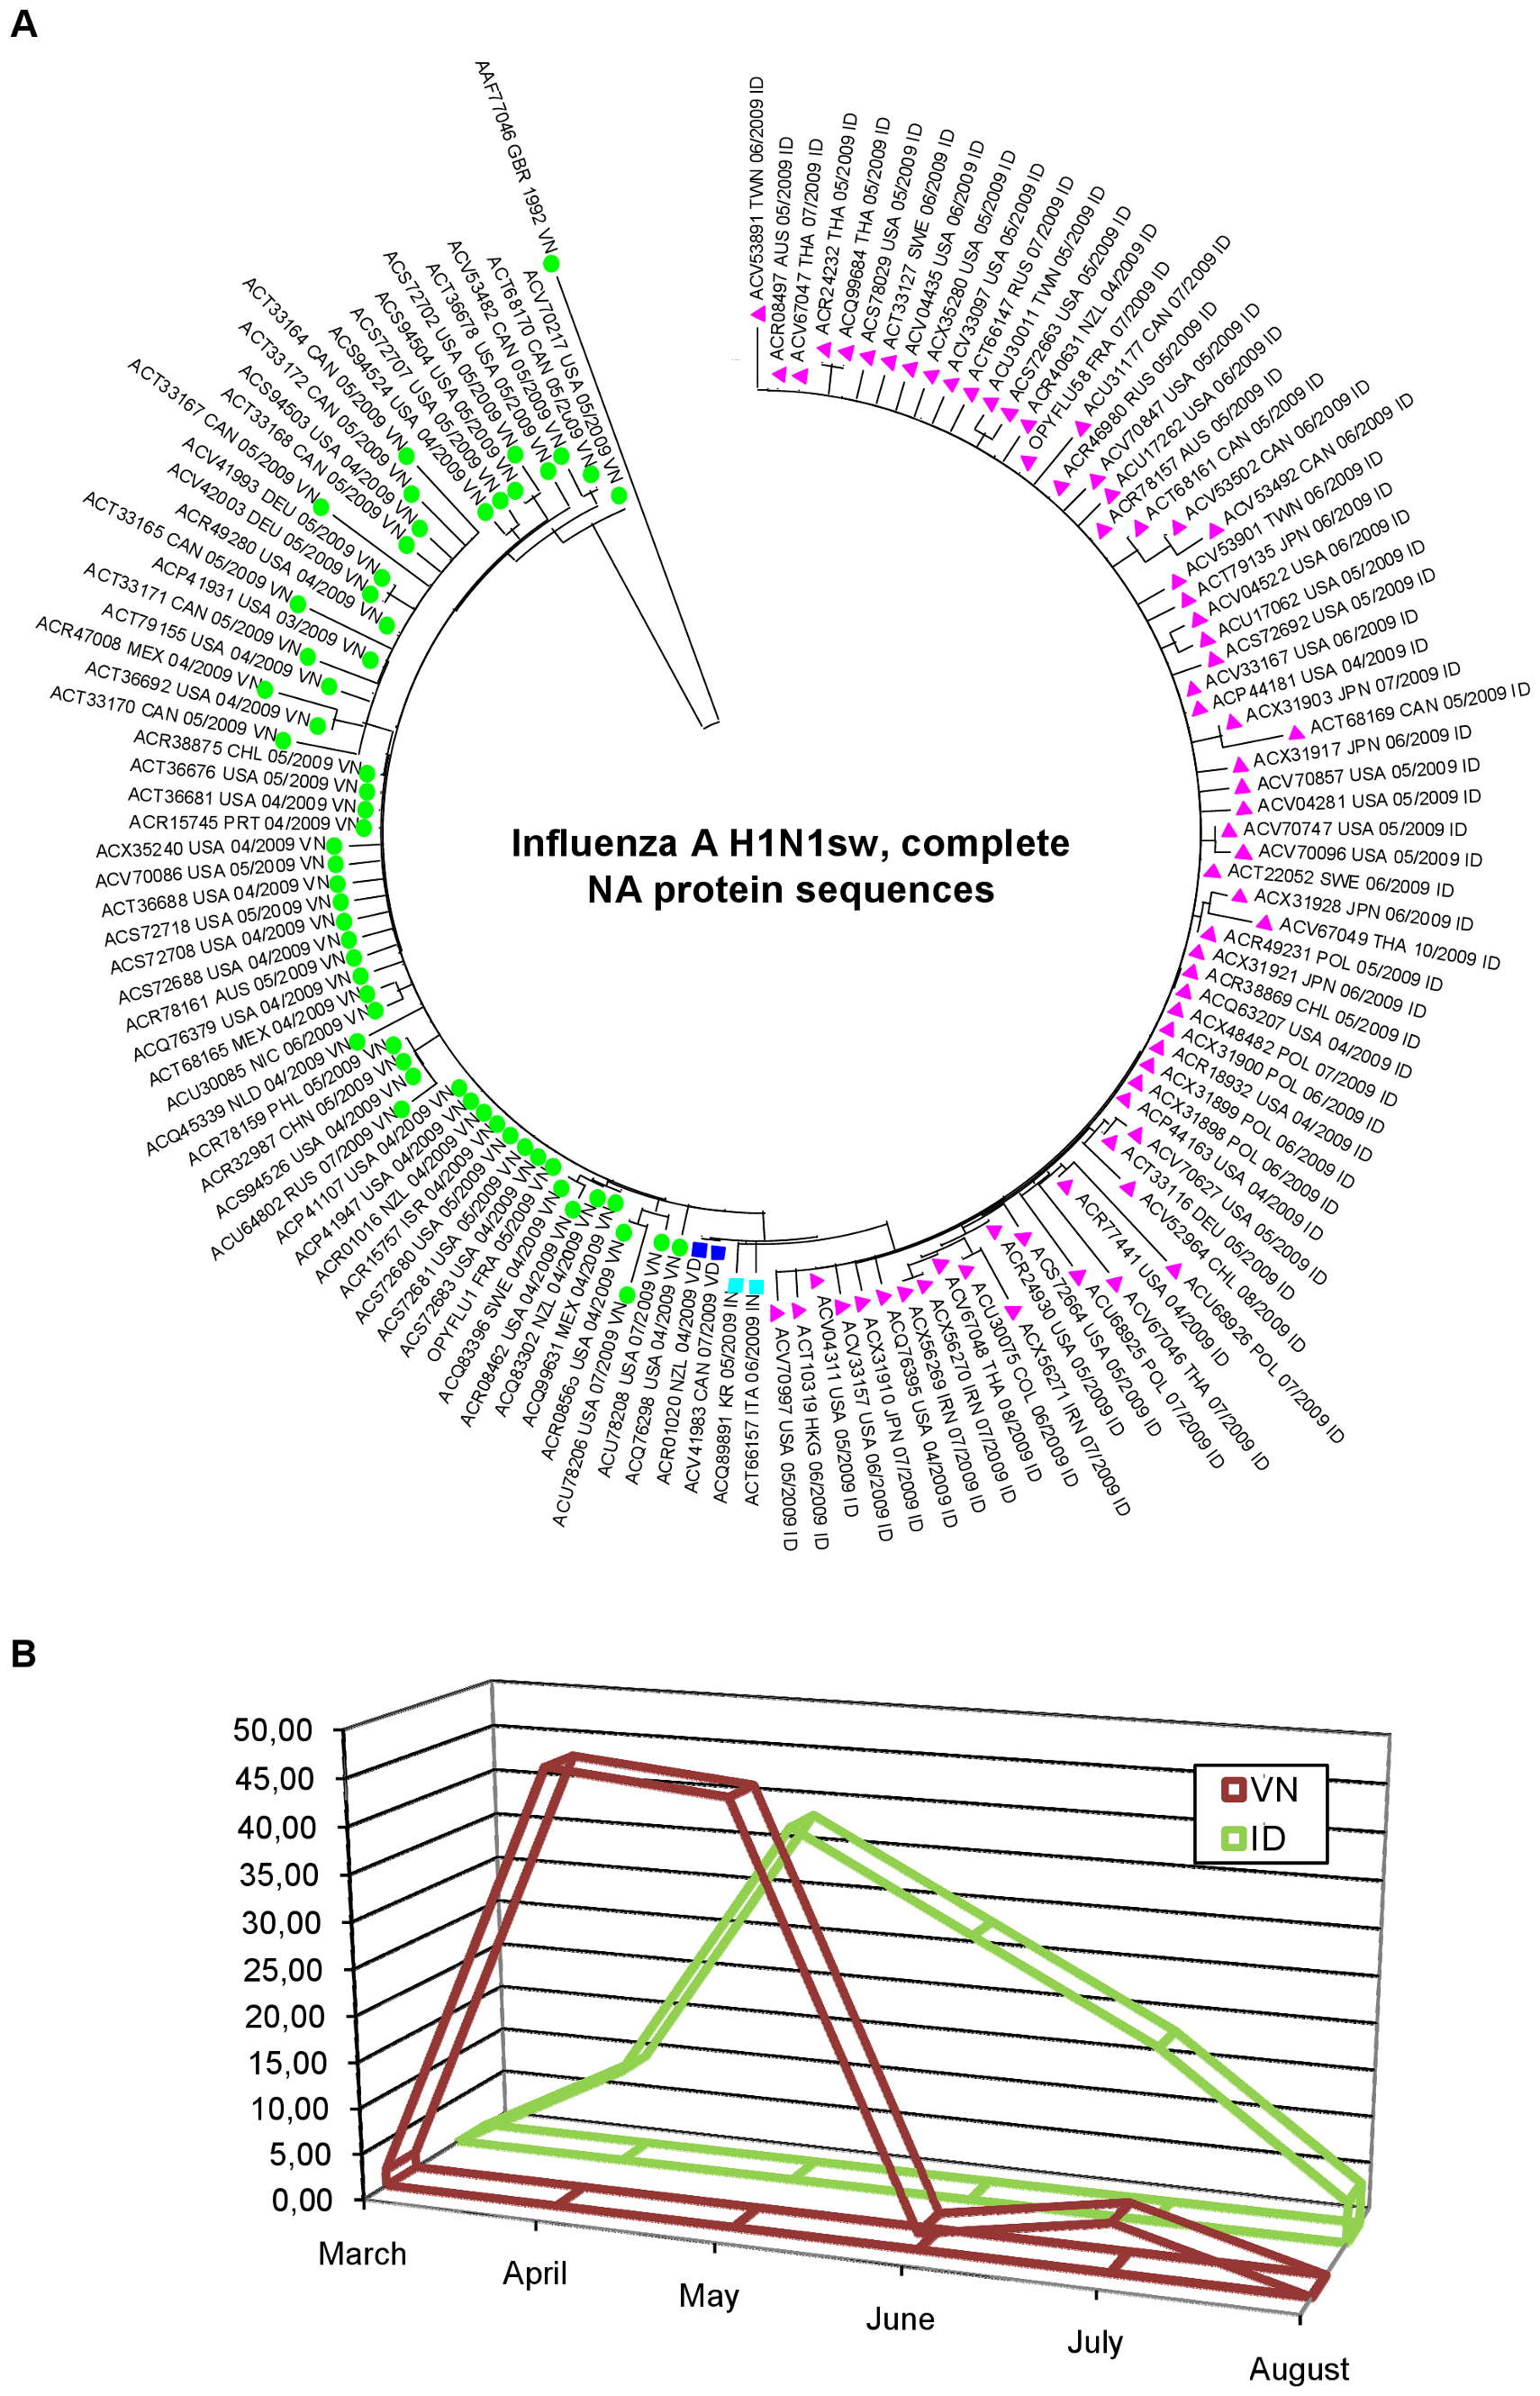 A
AAF77046 GBR 1992 VN
ACV70217 USA 05/2009 VN
ACT68170 CAN 05/2009 VN
ACV53482 CAN 05/2009 VN
ACT36678 USA 05/2009 VN
ACS72702 USA 05/2009 VN
ACS94504 USA 05/2009 VN
ACS72707 USA 05/2009 VN
ACS94524 USA 04/2009 VN
ACT33164 CAN 05/2009 VN
ACT33172 CAN 05/2009 VN
ACS94503 USA 04/2009 VN
ACT33168 CAN 05/2009 VN
ACT33167 CAN 05/2009 VN
ACV41993 DEU 05/2009 VN
ACV42003 DEU 05/2009 VN
ACR49280 USA 04/2009 VN
ACT33165 CAN 05/2009 VN
ACP41931 USA 03/2009 VN
ACT33171 CAN 05/2009 VN
ACT79155 USA 04/2009 VN
ACR47008 MEX 04/2009 VN
ACT36692 USA 04/2009 VN
ACT33170 CAN 05/2009 VN
ACR38875 CHL 05/2009 VN
ACT36676 USA 05/2009 VN
ACT36681 USA 04/2009 VN
ACR15745 PRT 04/2009 VN
ACX35240 USA 04/2009 VN
ACV70086 USA 05/2009 VN
ACT36688 USA 04/2009 VN
ACS72718 USA 05/2009 VN
ACS72708 USA 04/2009 VN
ACS72688 USA 04/2009 VN
ACR78161 AUS 05/2009 VN
ACQ76379 USA 04/2009 VN
ACT68165 MEX 04/2009 VN
ACU30085 NIC 06/2009 VN
ACQ45339 NLD 04/2009 VN
ACR78159 PHL 05/2009 VN
ACR32987 CHN 05/2009 VN
ACS94526 USA 04/2009 VN
ACU64802 RUS 07/2009 VN
ACP41107 USA 04/2009 VN
ACP41947 USA 04/2009 VN
ACR01016 NZL 04/2009 VN
ACR15757 ISR 04/2009 VN
ACS72680 USA 05/2009 VN
ACS72681 USA 05/2009 VN
ACS72683 USA 04/2009 VN
OPYFLU1 FRA 05/2009 VN
ACQ83396 SWE 04/2009 VN
ACR08462 USA 04/2009 VN
ACQ83302 NZL 04/2009 VN
ACQ99631 MEX 04/2009 VN
USA 04/2009 VN
ACU78206 USA 07/2009 VN
ACU78208 USA 07/2009 VN
ACQ76298 USA 04/2009 VN
ACR01020 NZL 04/2009 VD
ACV41983 CAN 07/2009 VD
ACQ89891 KR 05/2009 IN
ACT66157 ITA 06/2009 IN
ACV70997 USA 05/2009 ID
ACT10319 HKG 06/2009 ID
ACV04311 USA 05/2009 ID
ACV33157 USA 06/2009 ID
ACX31910 JPN 07/2009 ID
ACQ76395 USA 04/2009 ID
ACX56269 IRN 07/2009 ID
ACX56270 IRN 07/2009 ID
ACV67048 THA 08/2009 ID
ACU30075 COL 06/2009 ID
ACX56271 IRN 07/2009 ID
ACR24930 USA 05/2009 ID
ACS72664 USA 05/2009 ID
ACU68925 POL 07/2009 ID
ACV67046 THA 07/2009 ID
ACR77441 USA 04/2009 ID
ACU68926 POL 07/2009 ID
ACV52964 CHL 08/2009 ID
ACT33116 DEU 05/2009 ID
ACV70627 USA 05/2009 ID
ACP44163 USA 04/2009 ID
ACX31898 POL 06/2009 ID
ACX31899 POL 06/2009 ID
ACR18932 USA 04/2009 ID
ACX31900 POL 06/2009 ID
ACX48482 POL 07/2009 ID
ACQ63207 USA 04/2009 ID
ACR38869 CHL 05/2009 ID
ACX31921 JPN 06/2009 ID
ACR49231 POL 05/2009 ID
ACV67049 THA 10/2009 ID
ACX31928 JPN 06/2009 ID
ACT22052 SWE 06/2009 ID
ACV70096 USA 05/2009 ID
ACV70747 USA 05/2009 ID
ACV04281 USA 05/2009 ID
ACV70857 USA 05/2009 ID
ACX31917 JPN 06/2009 ID
ACT68169 CAN 05/2009 ID
ACX31903 JPN 07/2009 ID
ACP44181 USA 04/2009 ID
ACV33167 USA 06/2009 ID
ACS72692 USA 05/2009 ID
ACU17062 USA 05/2009 ID
ACV04522 USA 06/2009 ID
ACT79135 JPN 06/2009 ID
ACV53901 TWN 06/2009 ID
ACV53492 CAN 06/2009 ID
ACV53502 CAN 06/2009 ID
ACT68161 CAN 05/2009 ID
ACR78157 AUS 05/2009 ID
ACU17262 USA 06/2009 ID
ACV70847 USA 05/2009 ID
ACR46980 RUS 05/2009 ID
ACU31177 CAN 07/2009 ID
OPYFLU58 FRA 07/2009 ID
ACR40631 NZL 04/2009 ID
ACS72663 USA 05/2009 ID
ACU30011 TWN 05/2009 ID
ACT66147 RUS 07/2009 ID
ACV33097 USA 05/2009 ID
ACX35280 USA 05/2009 ID
ACV04435 USA 06/2009 ID
ACT33127 SWE 06/2009 ID
ACS78029 USA 05/2009 ID
ACQ99684 THA 05/2009 ID
ACR24232 THA 05/2009 ID
ACV67047 THA 07/2009 ID
ACR08497 AUS 05/2009 ID
ACV53891 TWN 06/2009 ID
Influenza A H1N1sw, complete
NA protein sequences
B
50,00
45,00
40,00
35,00
30,00
25,00
20,00
15,00
10,00
5,00
0,00
March
April
May
June
July
August
VN
ID